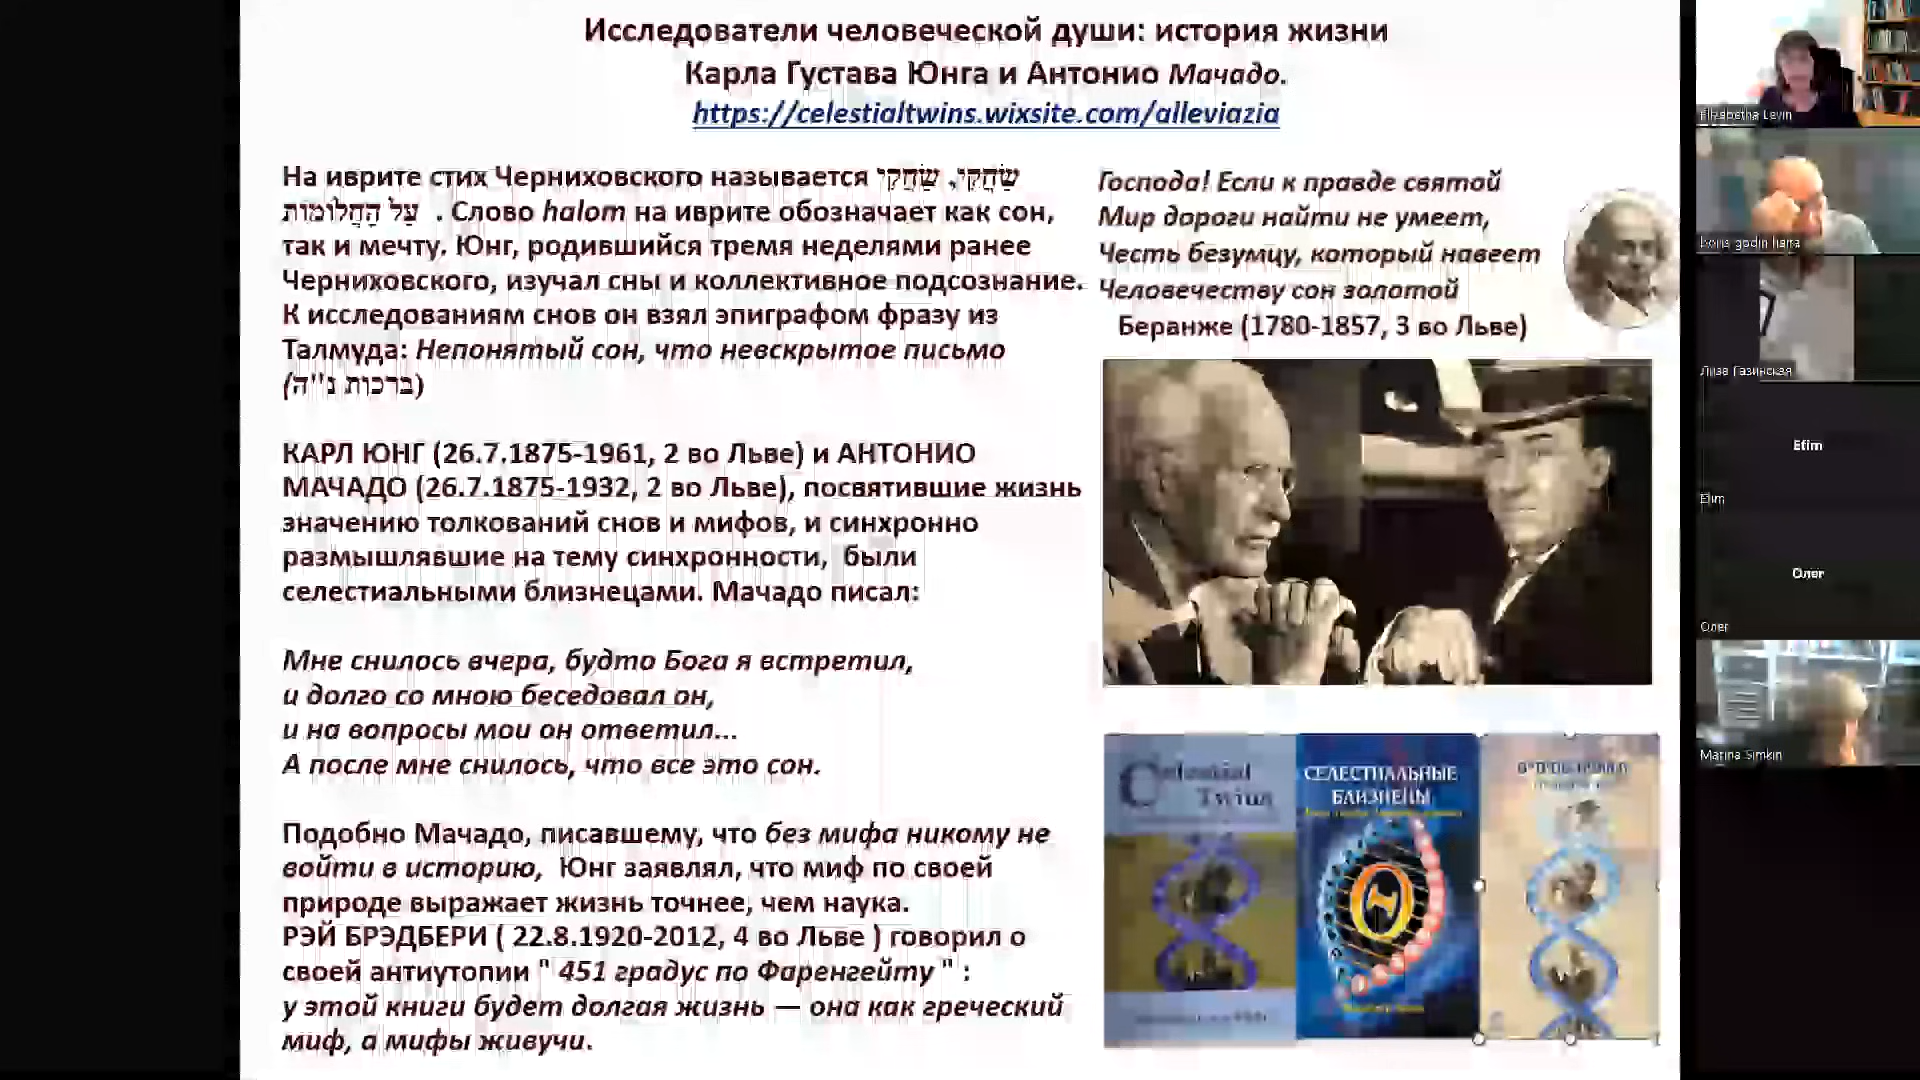 Исследователи человеческой души: история жизни
Карла Густава Юнга и Антонио Мачадо.
https://celestialtwins.wixsite.com/alleviazia
На иврите стих Черниховского называется שַׂחֲקִי, שַׂחֲקִי
עַל הַחֲלוֹמוֹת . Слово halom на иврите обозначает как сон,
так и мечту. Юнг, родившийся тремя неделями ранее
Черниховского, изучал сны и коллективное подсознание.
К исследованиям снов он взял эпиграфом фразу из
Талмуда: Непонятый сон, что невскрытое письмо
(ברכות נ''ה)
КАРЛ ЮНГ (26.7.1875-1961, 2 во Льве) и АНТОНИО
МАЧАДО (26.7.1875-1932, 2 во Льве), посвятившие жизнь
значению толкований снов и мифов, и синхронно
размышлявшие на тему синхронности, были
селестиальными близнецами. Мачадо писал:
Мне снилось вчера, будто Бога я встретил,
и долго со мною беседовал он,
и на вопросы мои он ответил...
А после мне снилось, что все это сон.
Подобно Мачадо, писавшему, что без мифа никому не
войти в историю, Юнг заявлял, что миф по своей
природе выражает жизнь точнее, чем наука.
РЭЙ БРЭДБЕРИ ( 22.8.1920-2012, 4 во Льве ) говорил о
своей антиутопии " 451 градус по Фаренгейту " :
у этой книги будет долгая жизнь — она как греческий
миф, а мифы живучи.
Господа! Если к правде святой
Мир дороги найти не умеет,
Честь безумцу, который навеет
Человечеству сон золотой
Беранже (1780-1857, 3 во Льве)
Celestial
Twins
СЕЛЕСТИАЛЬНЫЕ
БЛИЗНЕЦЫ
Elizabetha Levin
Boris godin haifa
Лиза Газинская
Efim
Efim
Олег
Олег
Marina Simkin